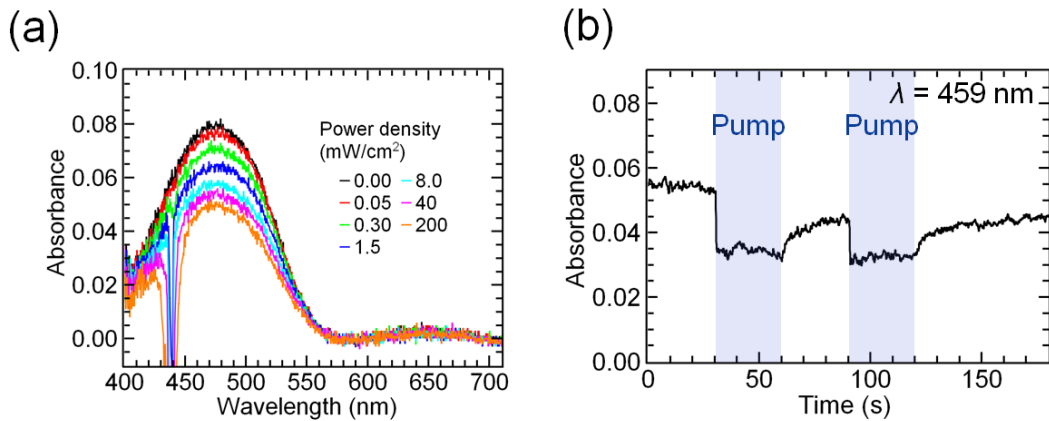 (a)
0.10
0.08
0.06
0.04
0.02
0.00
Absorbance
400 450 500 550 600 650 700
Wavelength (nm)
Power density
(mW/cm²)
0.00 8.0
0.05 40
0.30 200
1.5
(b)
0.08
0.06
0.04
0.02
0.00
Absorbance
0 50 100 150
Time (s)
λ = 459 nm
Pump Pump